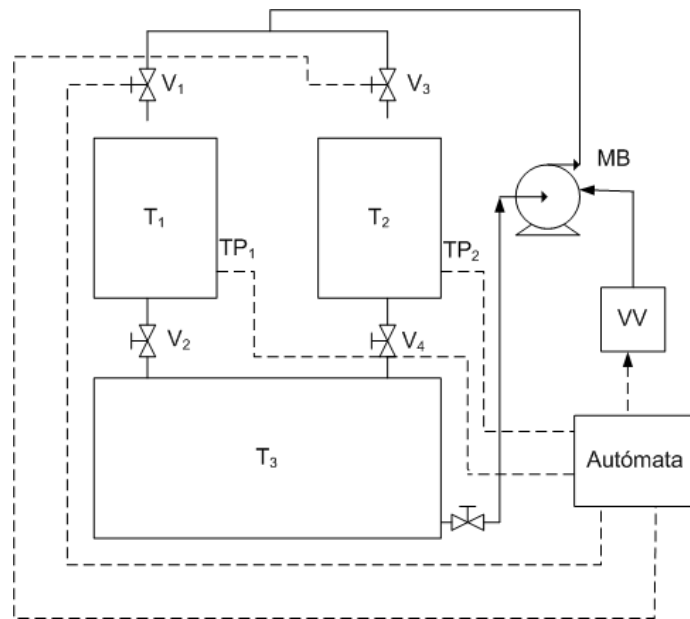 V₁
V₃
MB
T₁
T₂
TP₁
TP₂
VV
V₂
V₄
T₃
Autómata